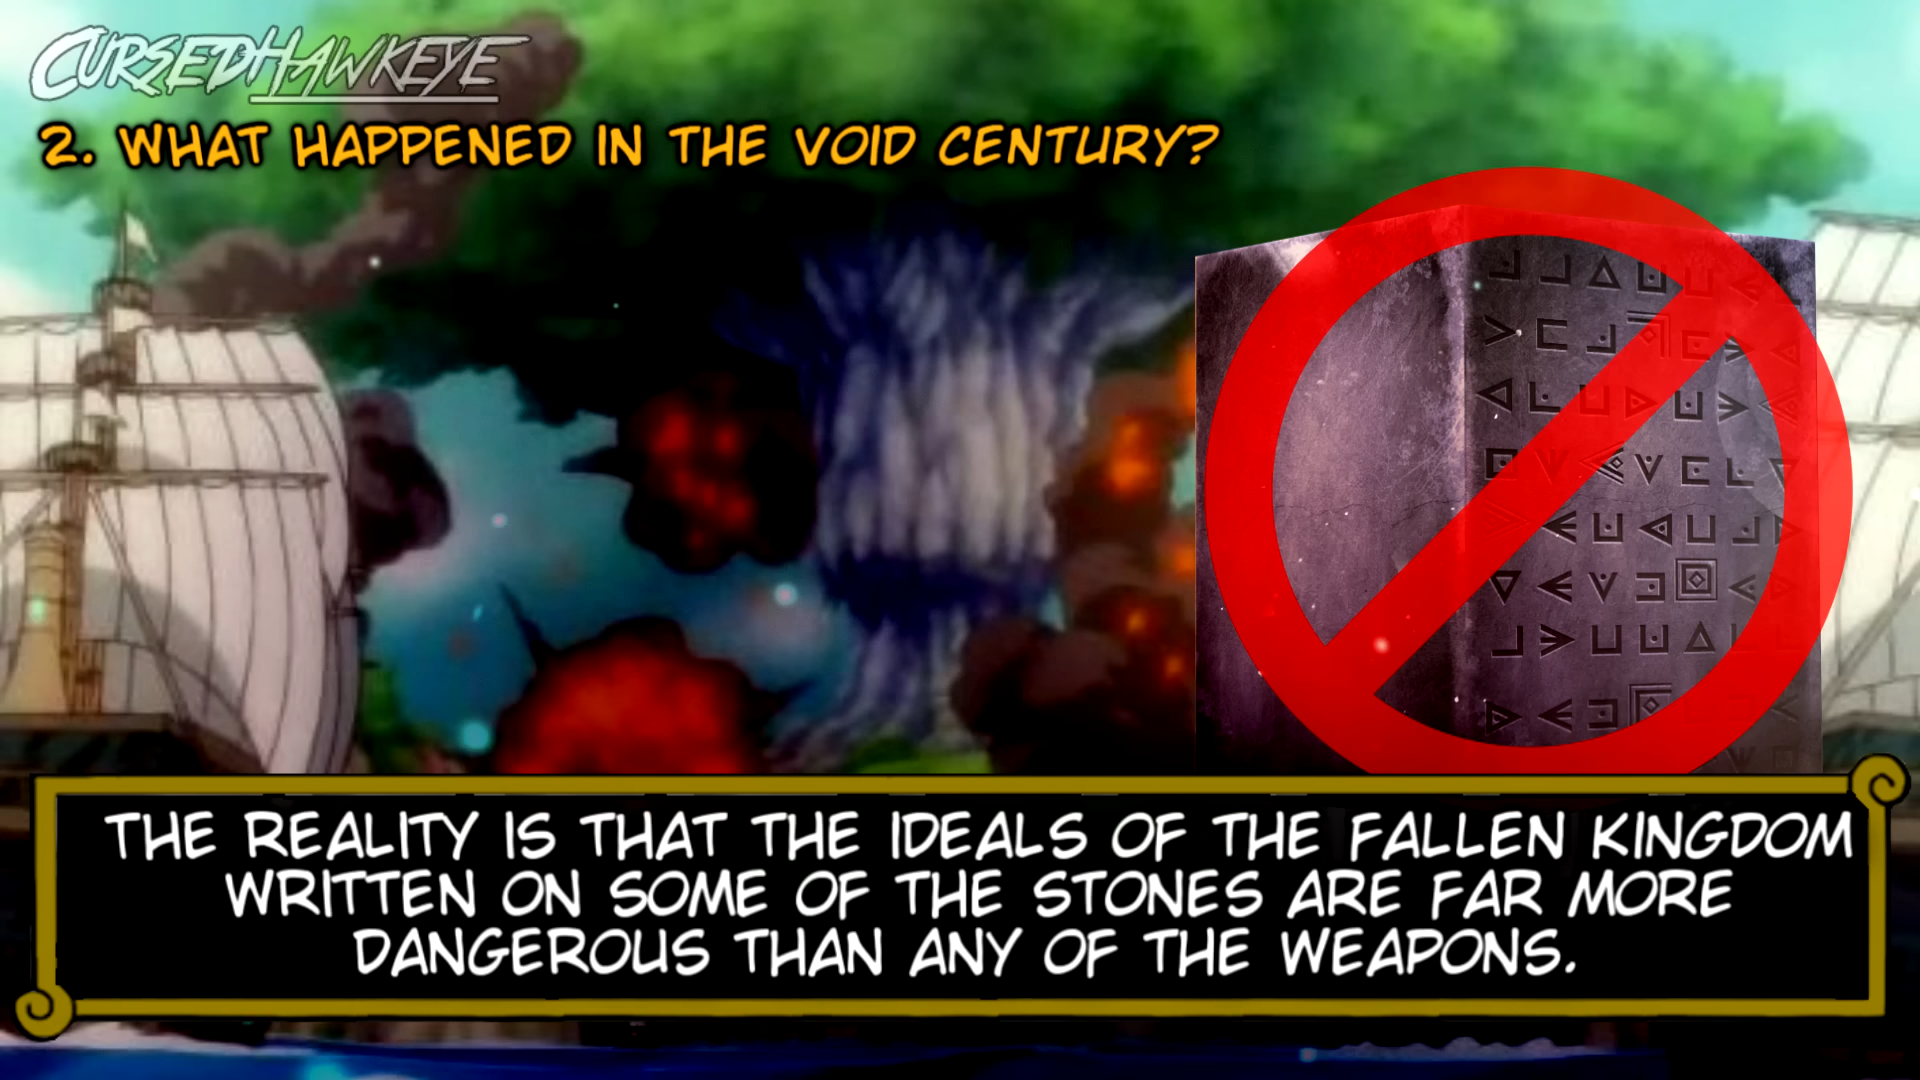 CURSEDHAWKEYE
2. WHAT HAPPENED IN THE VOID CENTURY?
THE REALITY IS THAT THE IDEALS OF THE FALLEN KINGDOM
WRITTEN ON SOME OF THE STONES ARE FAR MORE
DANGEROUS THAN ANY OF THE WEAPONS.